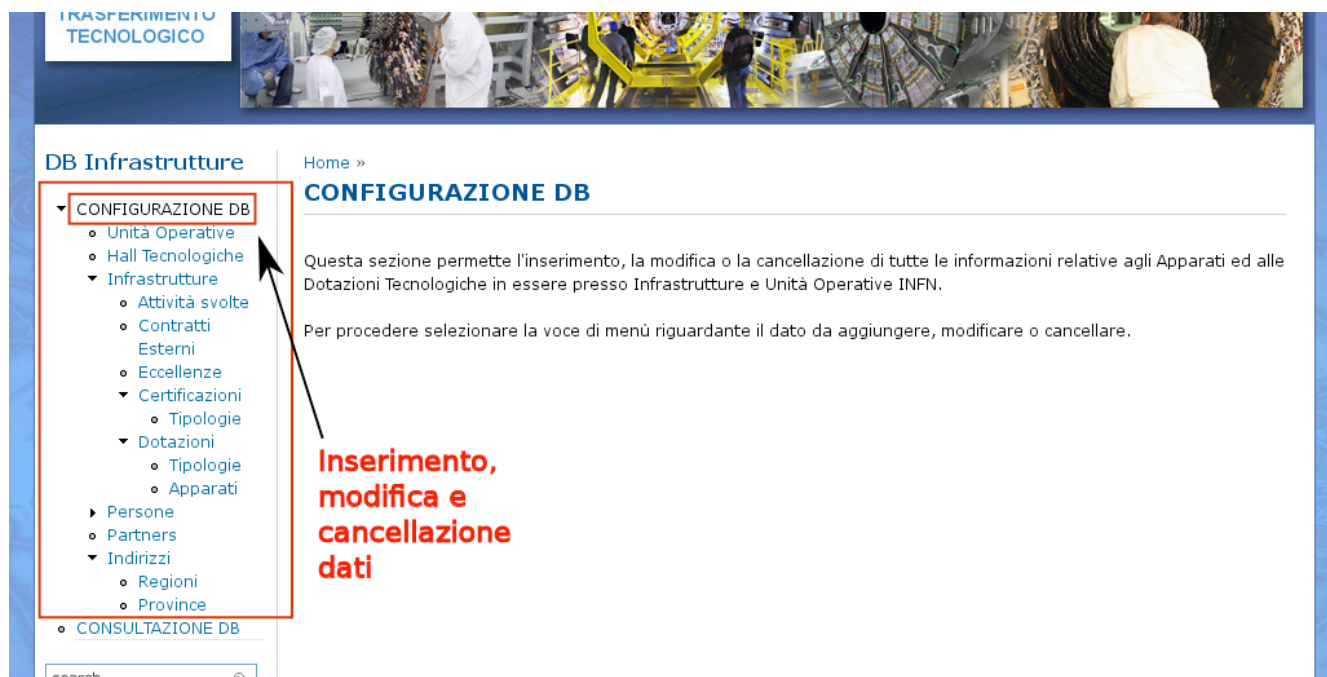 TRASFERIMENTO
TECNOLOGICO
DB Infrastrutture
CONFIGURAZIONE DB
Unità Operative
Hall Tecnologiche
Infrastrutture
Attività svolte
Contratti
Esterni
Eccellenze
Certificazioni
Tipologie
Dotazioni
Tipologie
Apparati
Persone
Partners
Indirizzi
Regioni
Province
CONSULTAZIONE DB
search
Home »
CONFIGURAZIONE DB
Questa sezione permette l'inserimento, la modifica o la cancellazione di tutte le informazioni relative agli Apparati ed alle
Dotazioni Tecnologiche in essere presso Infrastrutture e Unità Operative INFN.
Per procedere selezionare la voce di menù riguardante il dato da aggiungere, modificare o cancellare.
Inserimento,
modifica e
cancellazione
dati